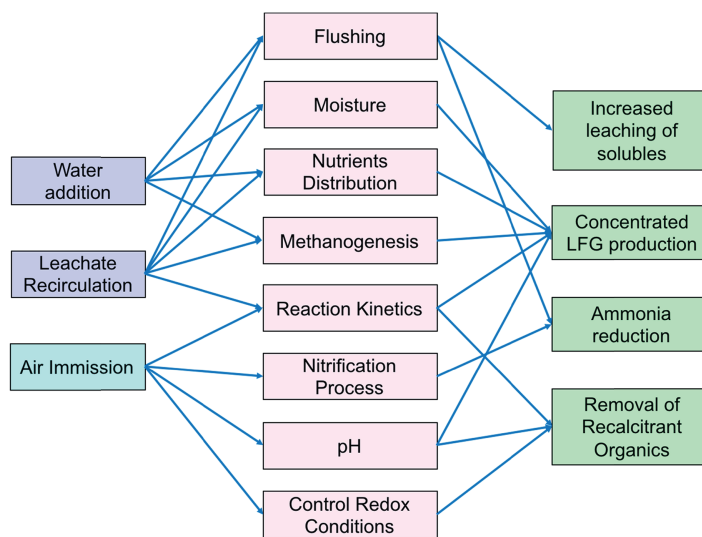 Water
addition
Leachate
Recirculation
Air Immission
Flushing
Moisture
Nutrients
Distribution
Methanogenesis
Reaction Kinetics
Nitrification
Process
pH
Control Redox
Conditions
Increased
leaching of
solubles
Concentrated
LFG production
Ammonia
reduction
Removal of
Recalcitrant
Organics